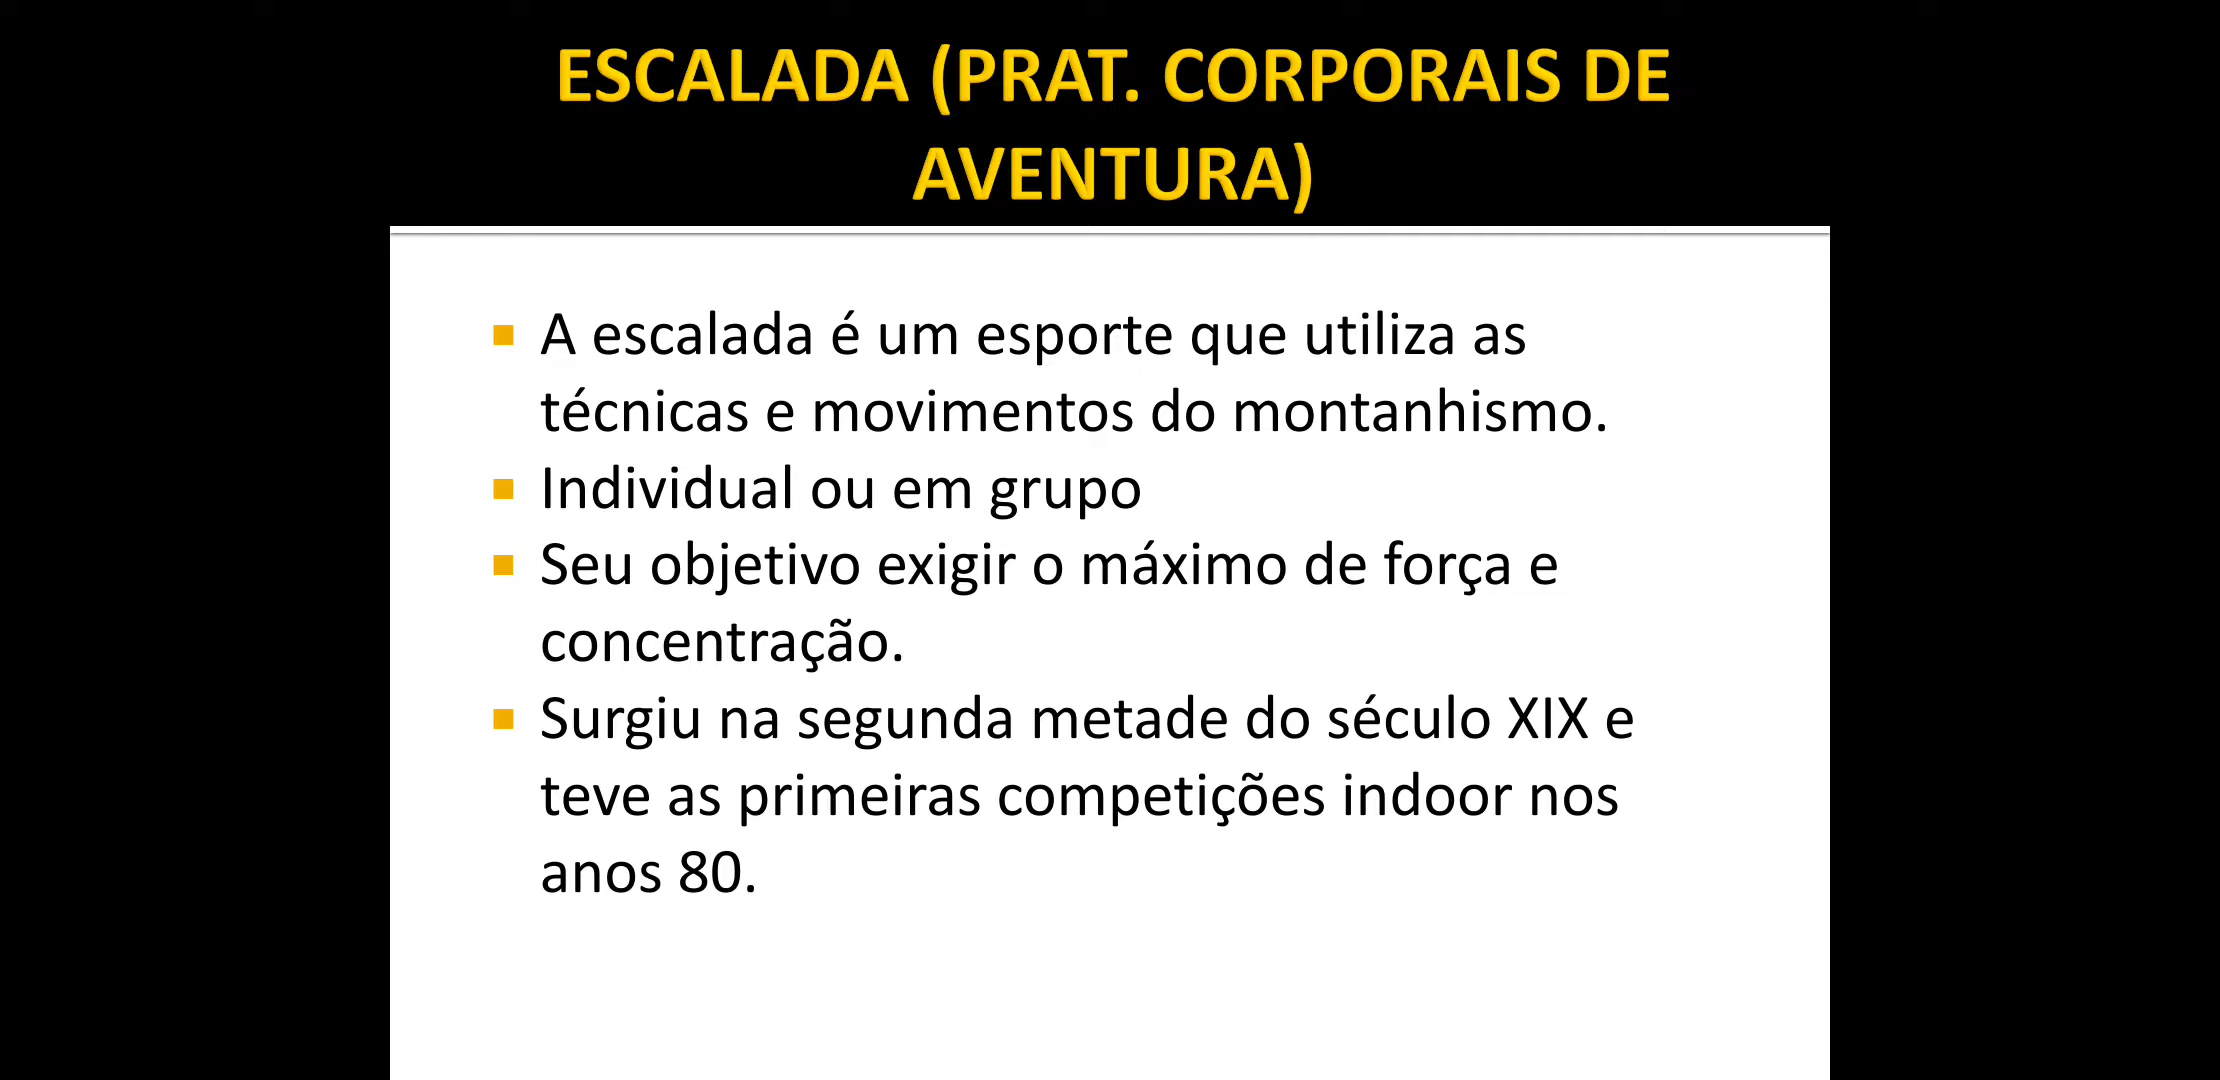 ESCALADA (PRAT. CORPORAIS DE
AVENTURA)
A escalada é um esporte que utiliza as
técnicas e movimentos do montanhismo.
Individual ou em grupo
Seu objetivo exigir o máximo de força e
concentração.
Surgiu na segunda metade do século XIX e
teve as primeiras competições indoor nos
anos 80.